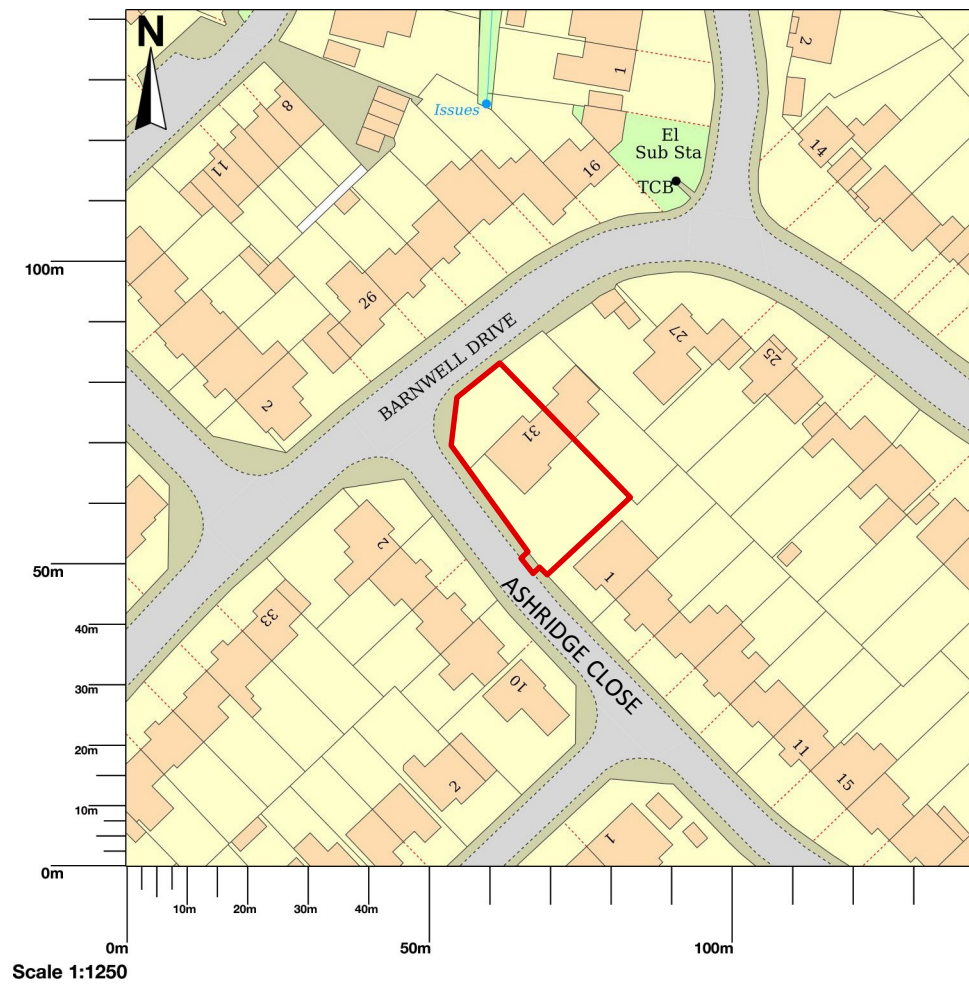 N
Issues
El
Sub Sta
TCB
1
2
8
11
16
14
26
2
BARNWELL DRIVE
27
25
31
2
33
10
2
1
ASHRIDGE CLOSE
11
15
1
100m
50m
40m
30m
20m
10m
0m
10m
20m
30m
40m
0m
50m
100m
Scale 1:1250